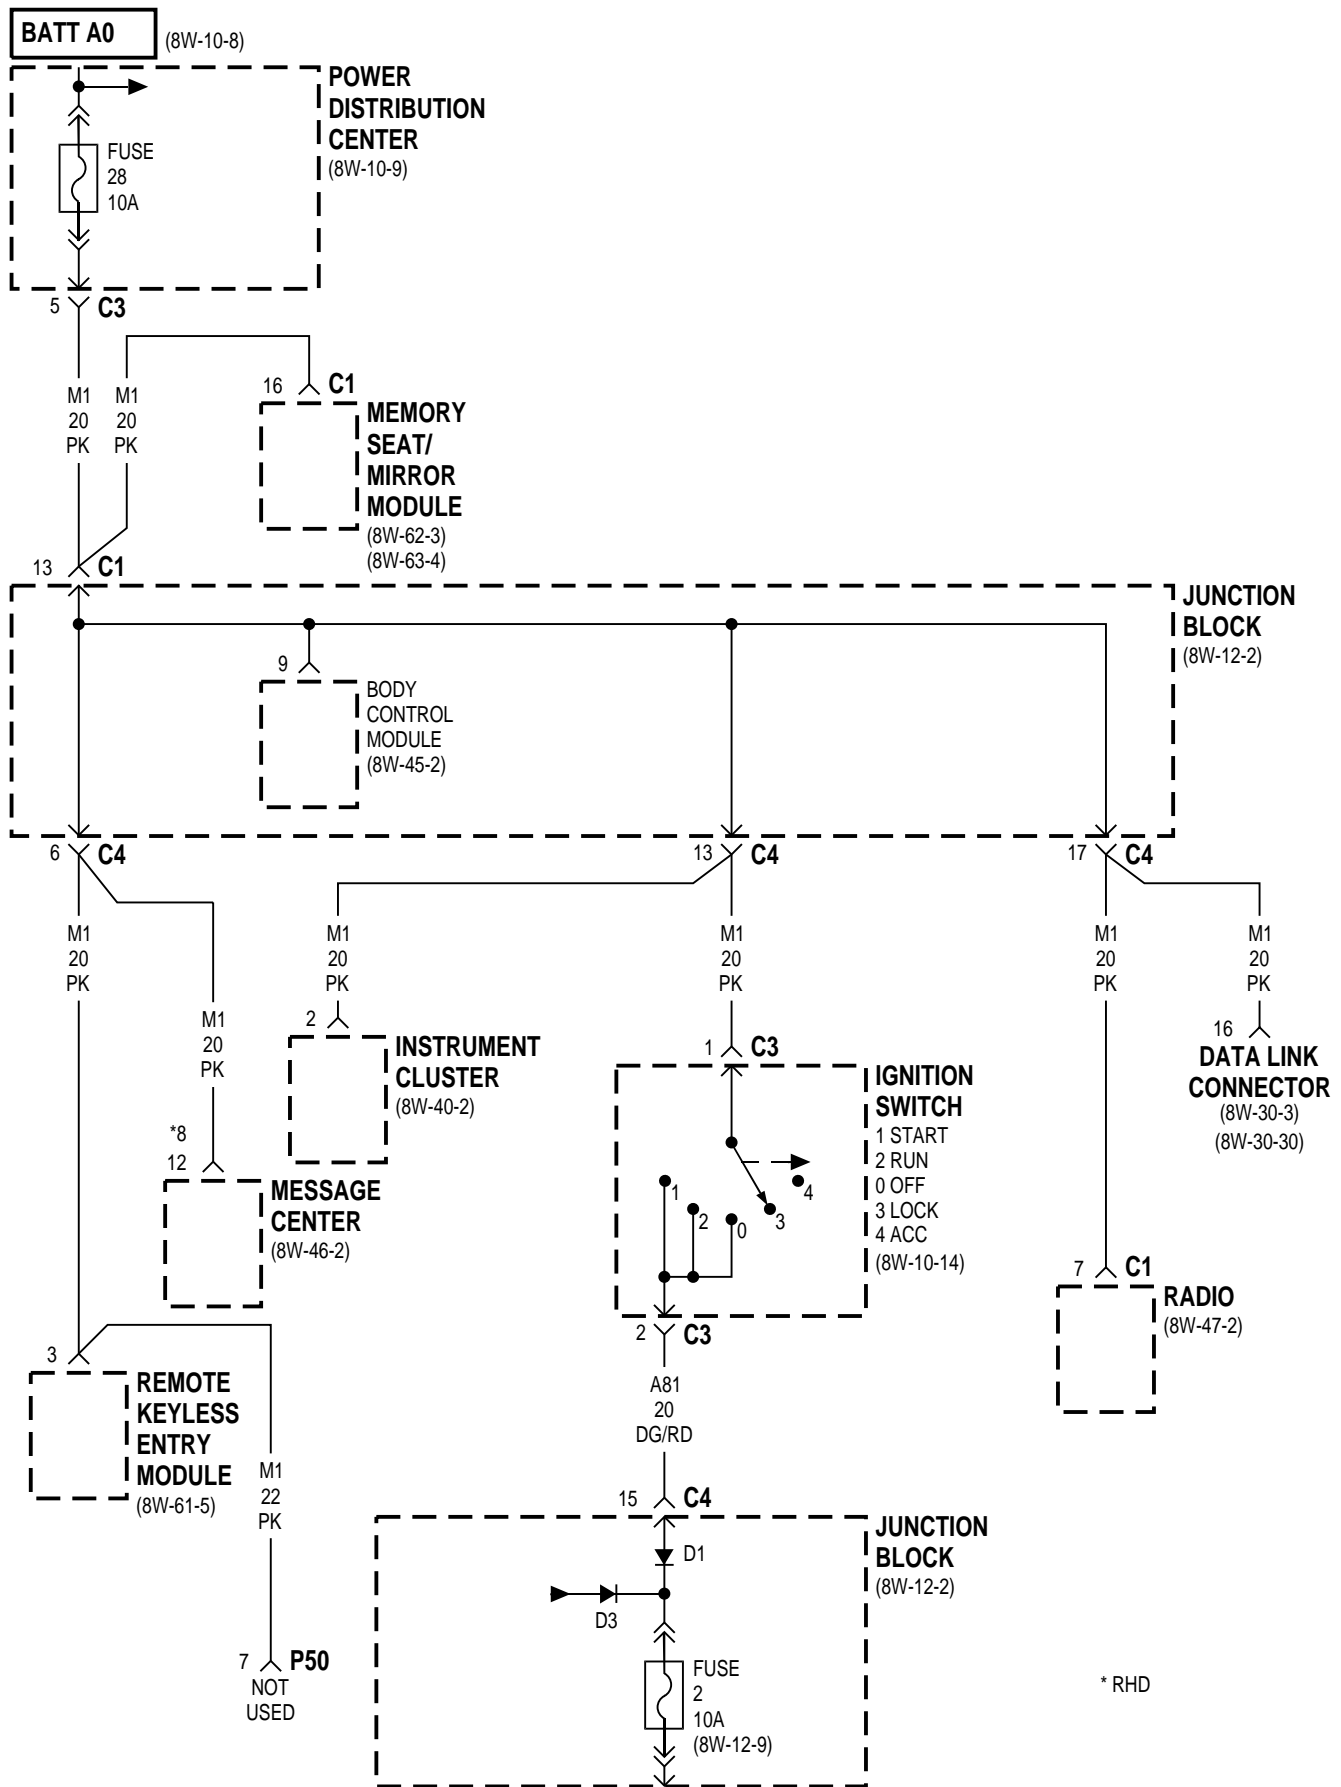 BATT A0
(8W-10-8)
POWER
DISTRIBUTION
CENTER
(8W-10-9)
FUSE
28
10A
5
C3
M1
20
PK
M1
20
PK
16
C1
MEMORY
SEAT/
MIRROR
MODULE
(8W-62-3)
(8W-63-4)
13
C1
JUNCTION
BLOCK
(8W-12-2)
9
BODY
CONTROL
MODULE
(8W-45-2)
6
C4
13
C4
17
C4
M1
20
PK
M1
20
PK
M1
20
PK
M1
20
PK
M1
20
PK
M1
20
PK
2
INSTRUMENT
CLUSTER
(8W-40-2)
1
C3
IGNITION
SWITCH
1 START
2 RUN
0 OFF
3 LOCK
4 ACC
(8W-10-14)
1
2
0
3
4
16
DATA LINK
CONNECTOR
(8W-30-3)
(8W-30-30)
*8
12
MESSAGE
CENTER
(8W-46-2)
7
C1
RADIO
(8W-47-2)
2
C3
3
REMOTE
KEYLESS
ENTRY
MODULE
(8W-61-5)
A81
20
DG/RD
M1
22
PK
15
C4
JUNCTION
BLOCK
(8W-12-2)
D1
D3
7
P50
NOT
USED
FUSE
2
10A
(8W-12-9)
* RHD